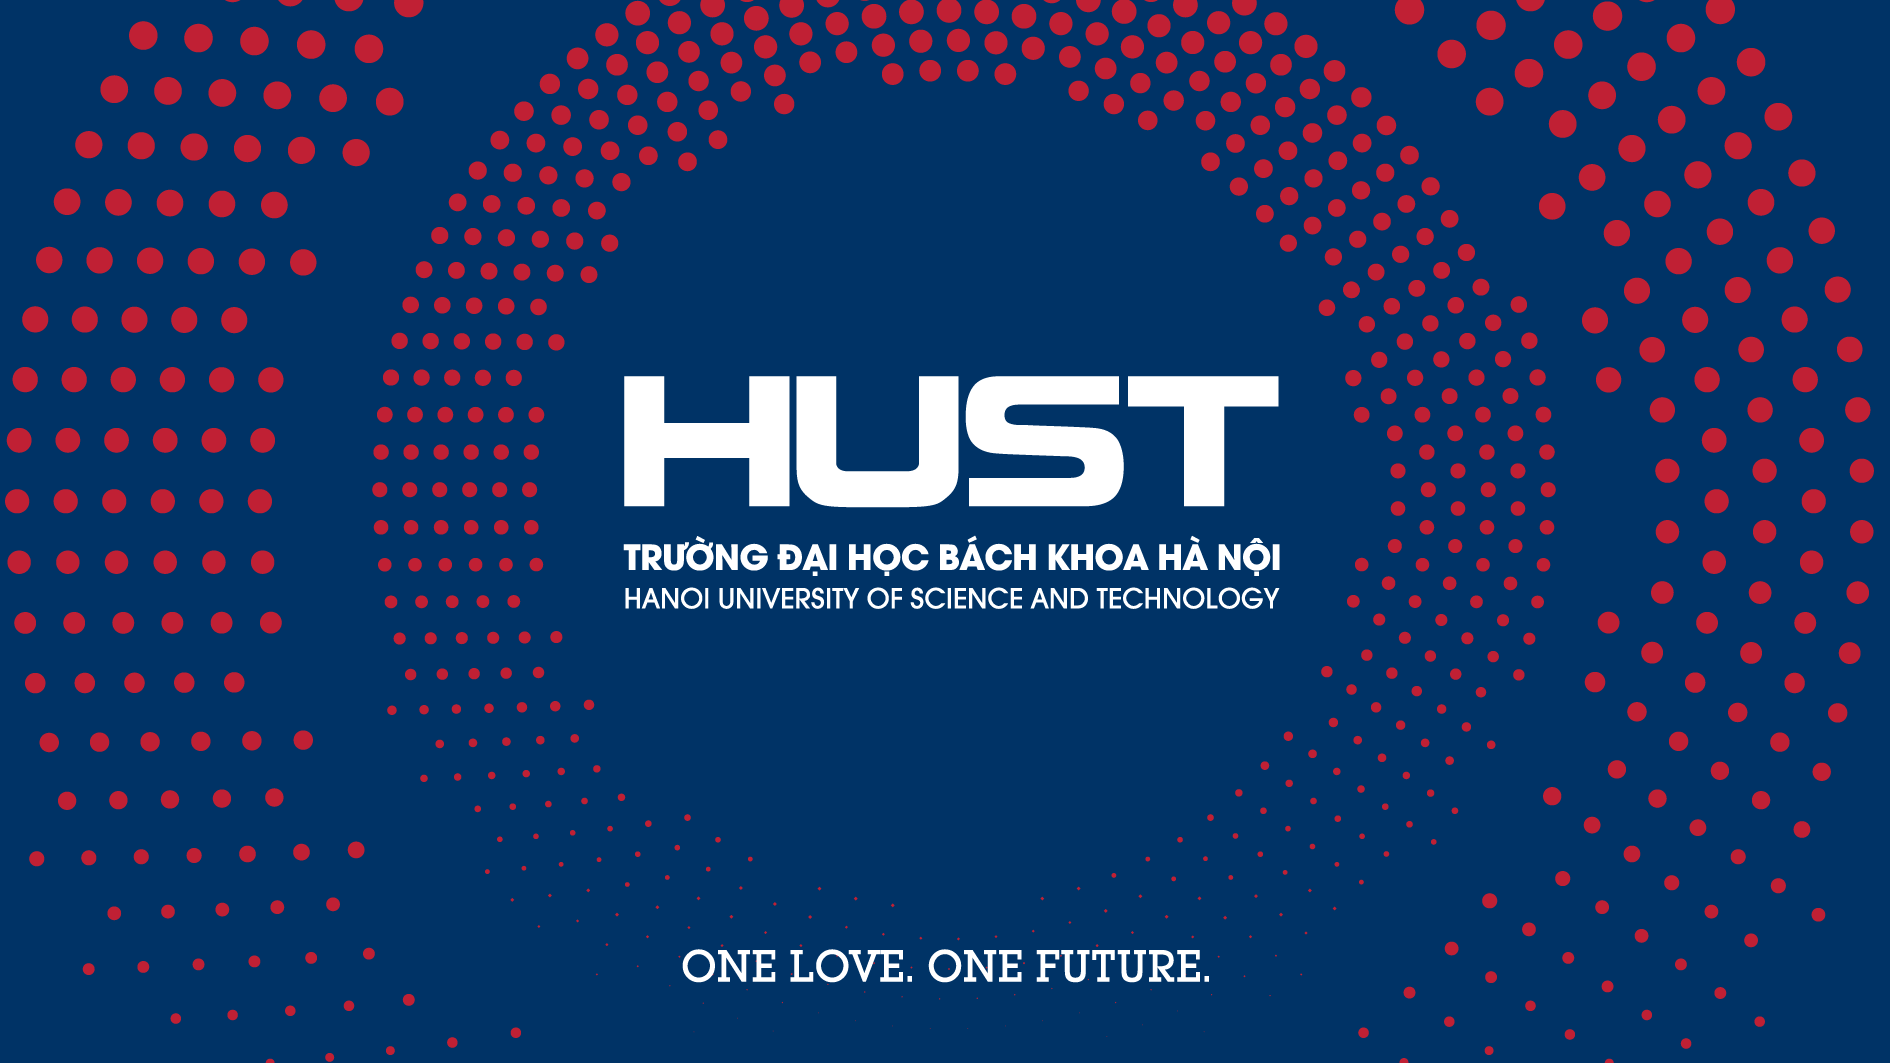 HUST
TRƯỜNG ĐẠI HỌC BÁCH KHOA HÀ NỘI
HANOI UNIVERSITY OF SCIENCE AND TECHNOLOGY
ONE LOVE. ONE FUTURE.